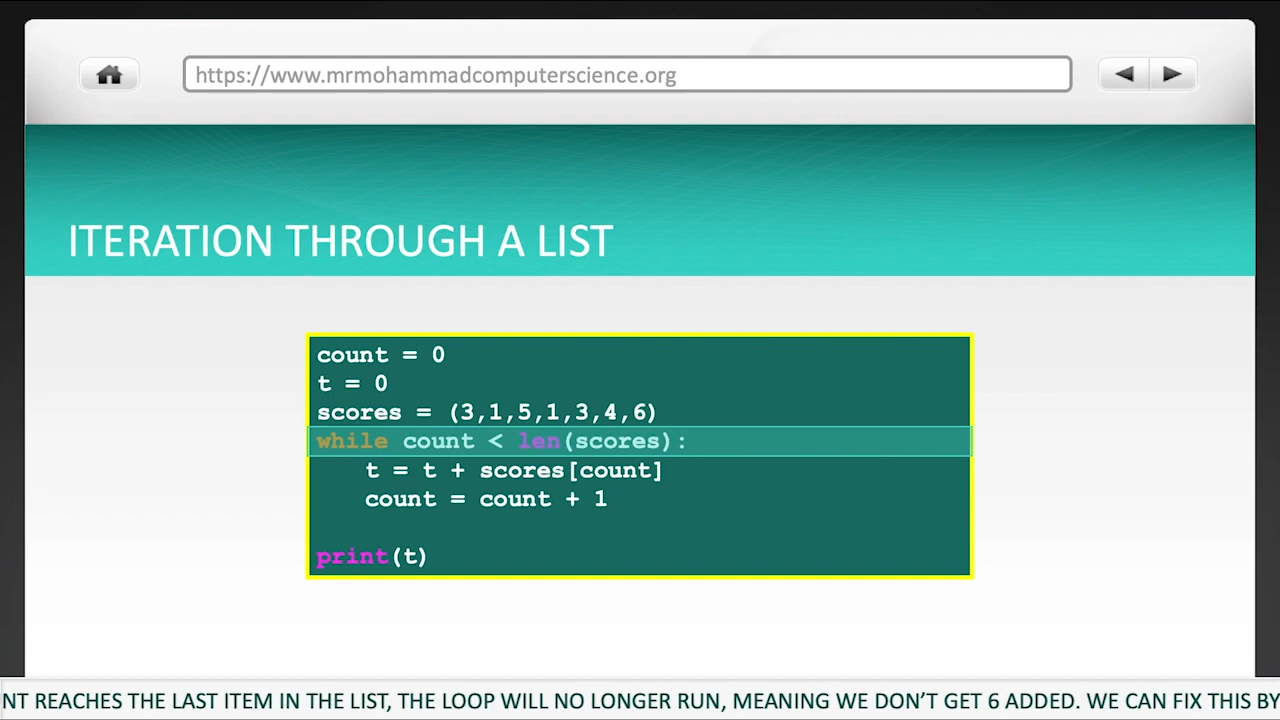 https://www.mrmohammadcomputerscience.org
ITERATION THROUGH A LIST
count = 0
t = 0
scores = (3,1,5,1,3,4,6)
while count < len(scores):
t = t + scores[count]
count = count + 1
print(t)
NT REACHES THE LAST ITEM IN THE LIST, THE LOOP WILL NO LONGER RUN, MEANING WE DON’T GET 6 ADDED. WE CAN FIX THIS BY